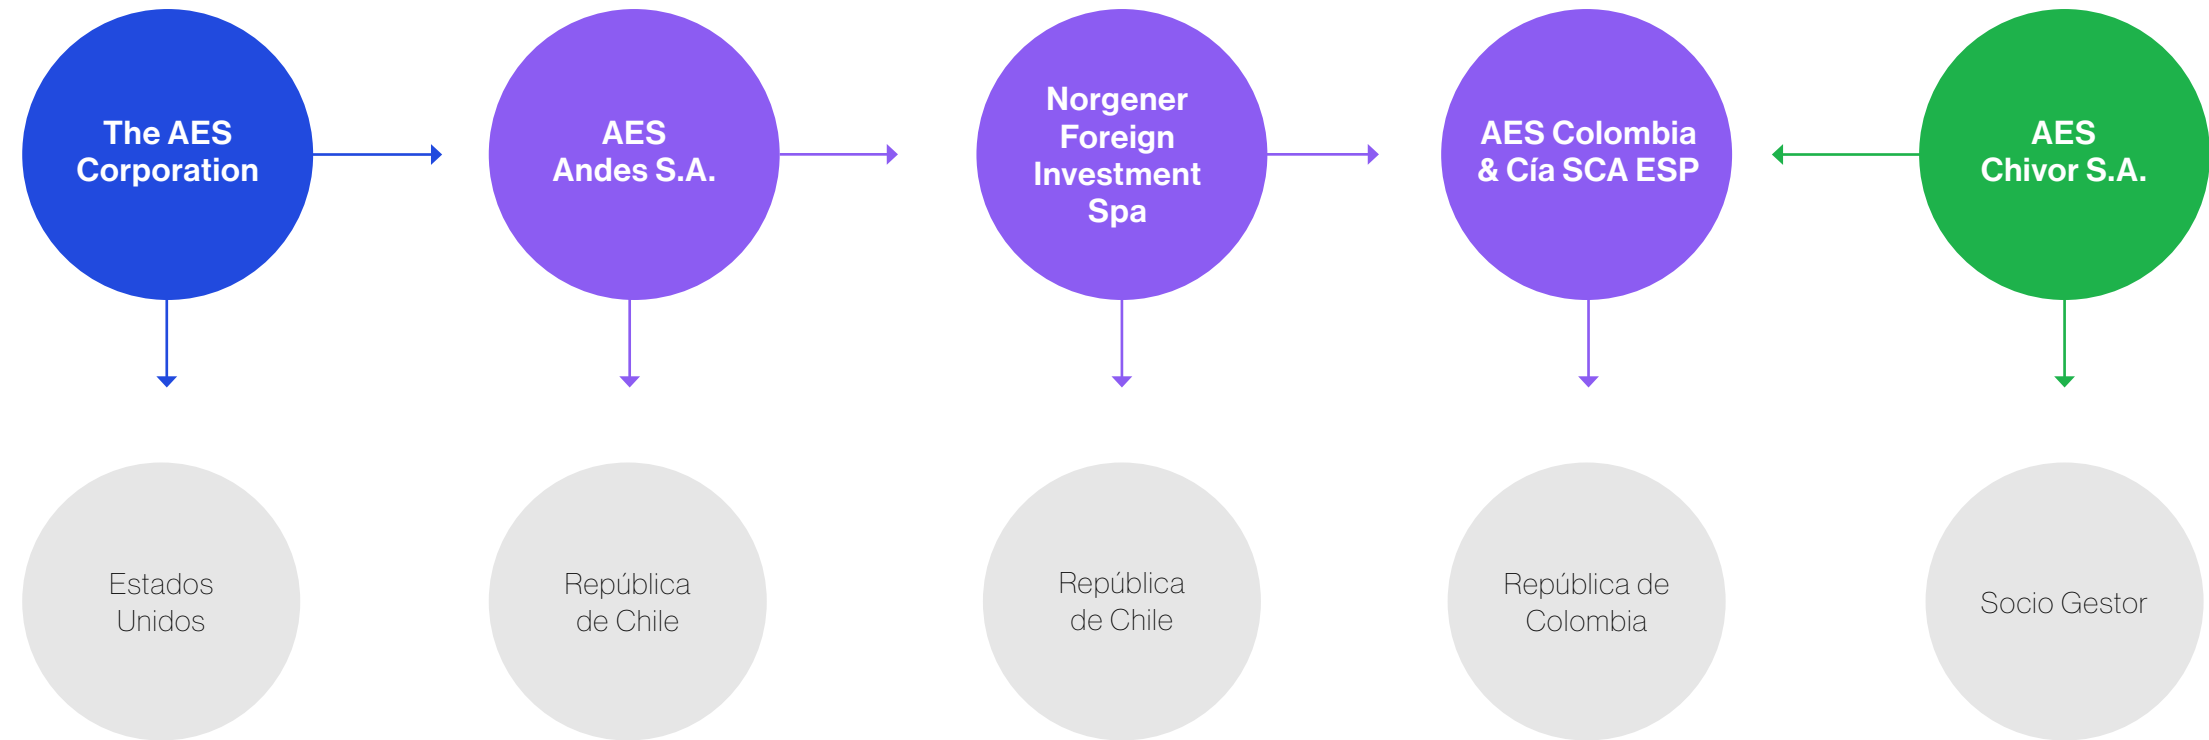 The AES
Corporation
AES
Andes S.A.
Norgener
Foreign
Investment
Spa
AES Colombia
& Cía SCA ESP
AES
Chivor S.A.
Estados
Unidos
República
de Chile
República
de Chile
República de
Colombia
Socio Gestor